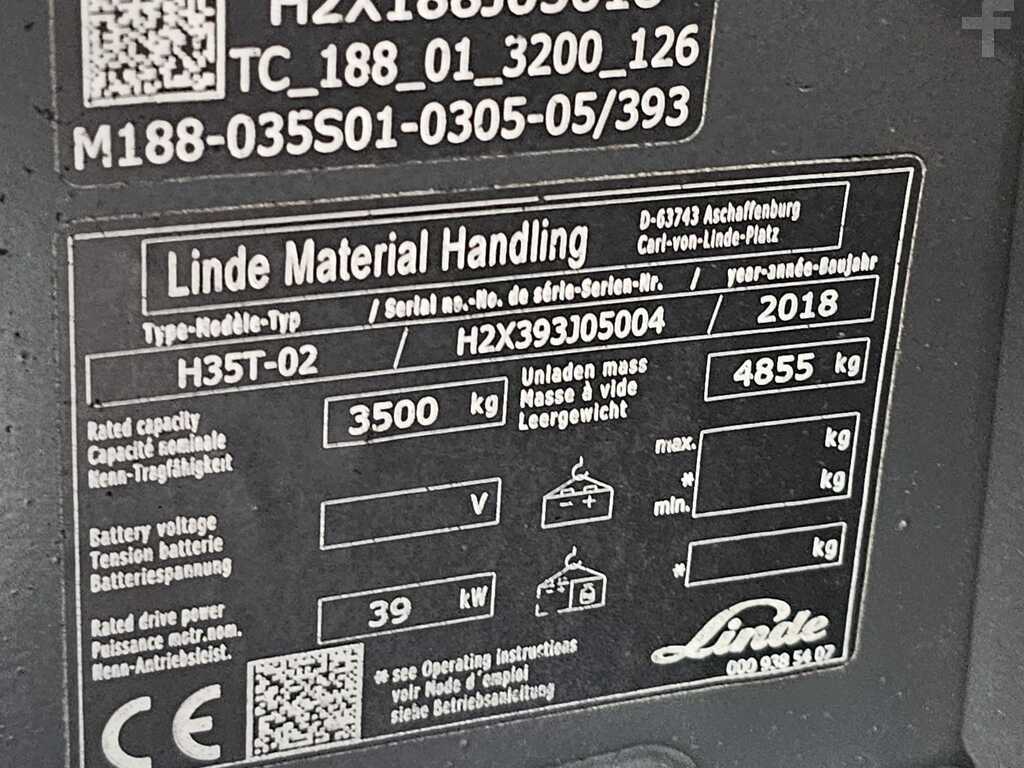 TC_188_01_3200_126
M188-035S01-0305-05/393
Linde Material Handling
D-63743 Aschaffenburg
Carl-von-Linde-Platz
Type-Modèle-Typ / Serial no.-No. de série-Serien-Nr. / year-année-Baujahr
H35T-02 / H2X393J05004 / 2018
Rated capacity
Capacité nominale
Nenn-Tragfähigkeit
3500 kg
Unladen mass
Masse à vide
Leergewicht
4855 kg
Battery voltage
Tension batterie
Batteriespannung
V
max. kg
* kg
min.
Rated drive power
Puissance motr.nom.
Nenn-Antriebsleist.
39 kW
* kg
* see Operating instructions
voir Mode d'emploi
siehe Betriebsanleitung
Linde
000 938 54 02
CE